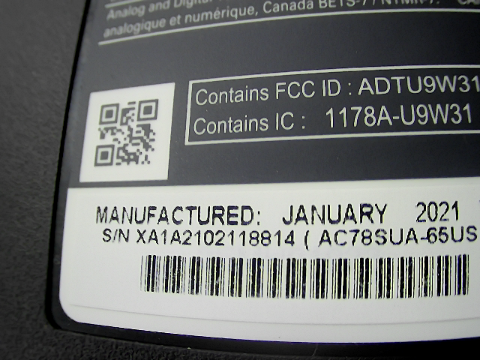 Analog and Digital
analogique et numérique, Canada BETS-7 / NTMR-7.
Contains FCC ID : ADTU9W31
Contains IC : 1178A-U9W31
MANUFACTURED: JANUARY 2021
S/N XA1A2102118814 ( AC78SUA-65US